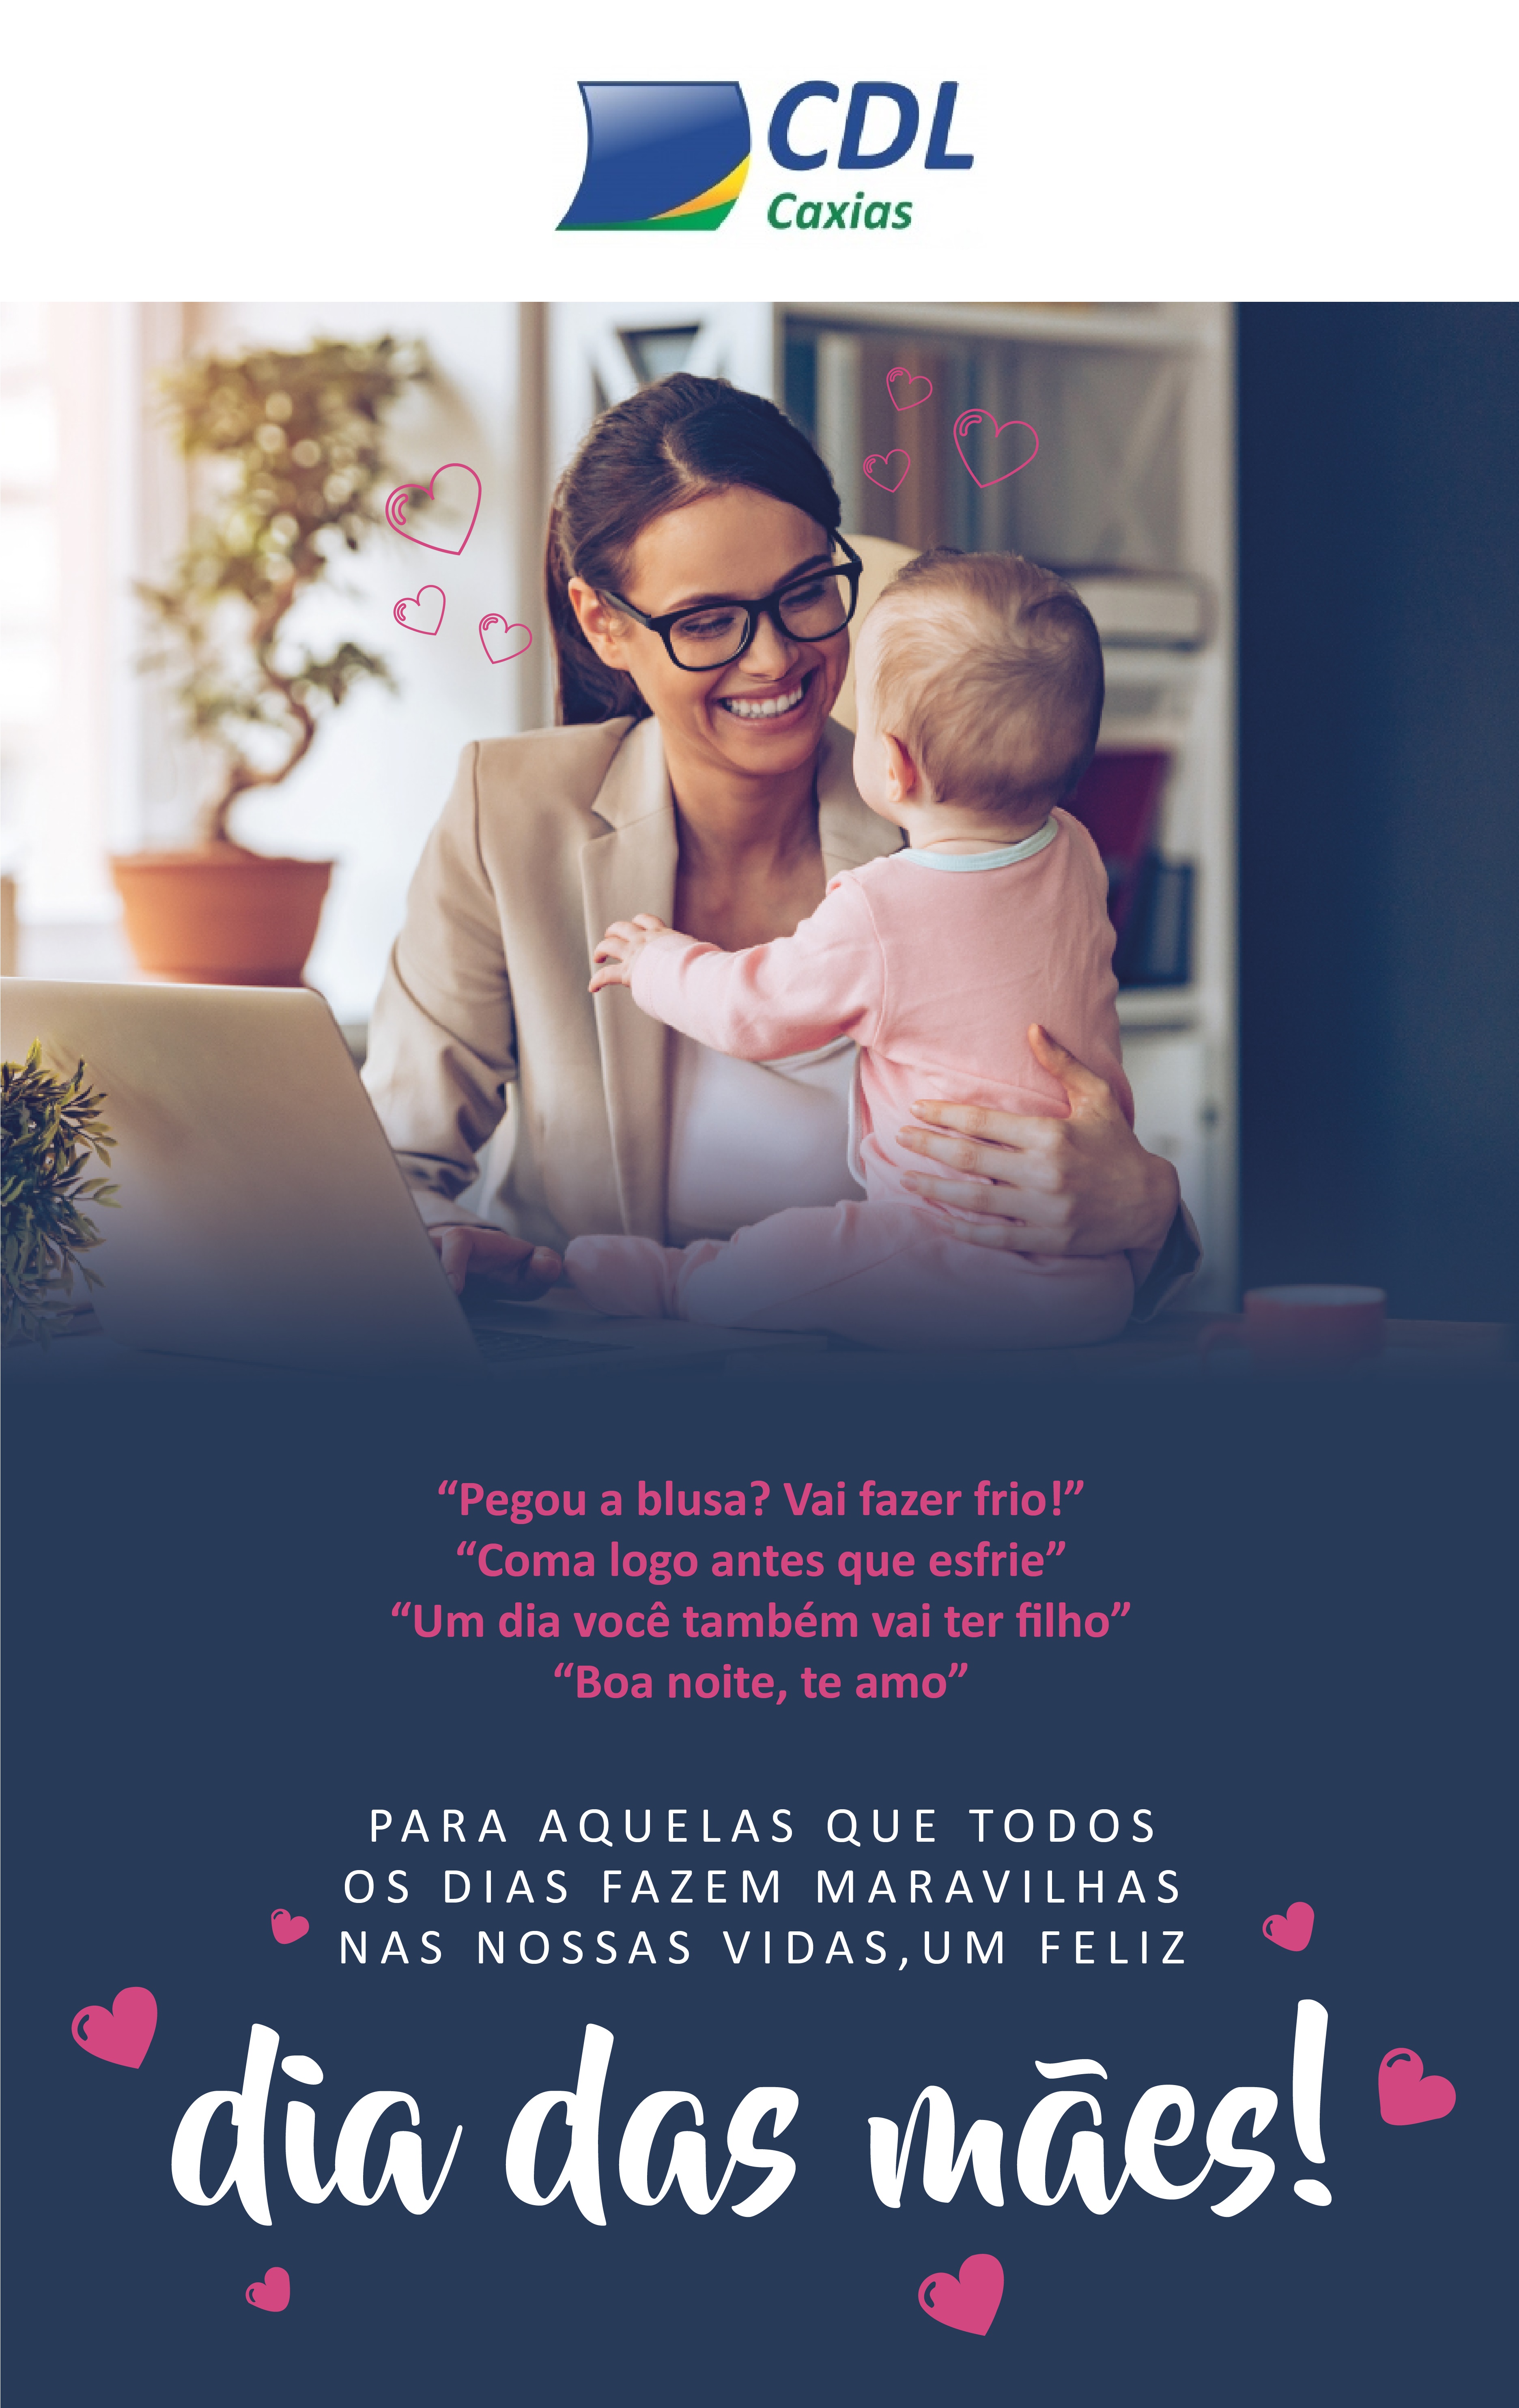 CDL
Caxias
“Pegou a blusa? Vai fazer frio!”
“Coma logo antes que esfrie”
“Um dia você também vai ter filho”
“Boa noite, te amo”
PARA AQUELAS QUE TODOS
OS DIAS FAZEM MARAVILHAS
NAS NOSSAS VIDAS,UM FELIZ
dia das mães!